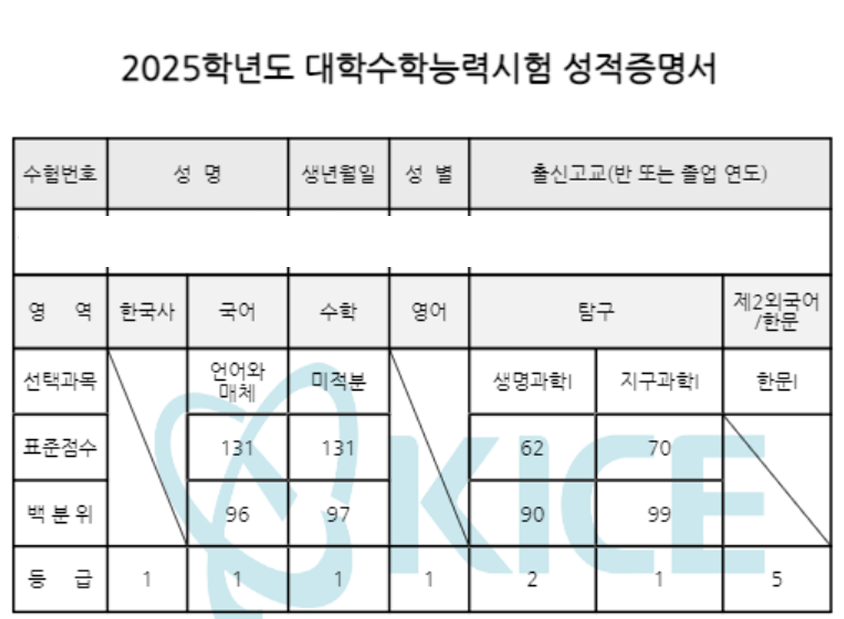 2025학년도 대학수학능력시험 성적증명서
수험번호 성 명 생년월일 성 별 출신고교(반 또는 졸업 연도)
영 역 한국사 국어 수학 영어 탐구 제2외국어
/한문
선택과목 언어와
매체 미적분 생명과학Ⅰ 지구과학Ⅰ 한문Ⅰ
표준점수 131 131 62 70
백 분 위 96 97 90 99
등 급 1 1 1 1 2 1 5
KICE